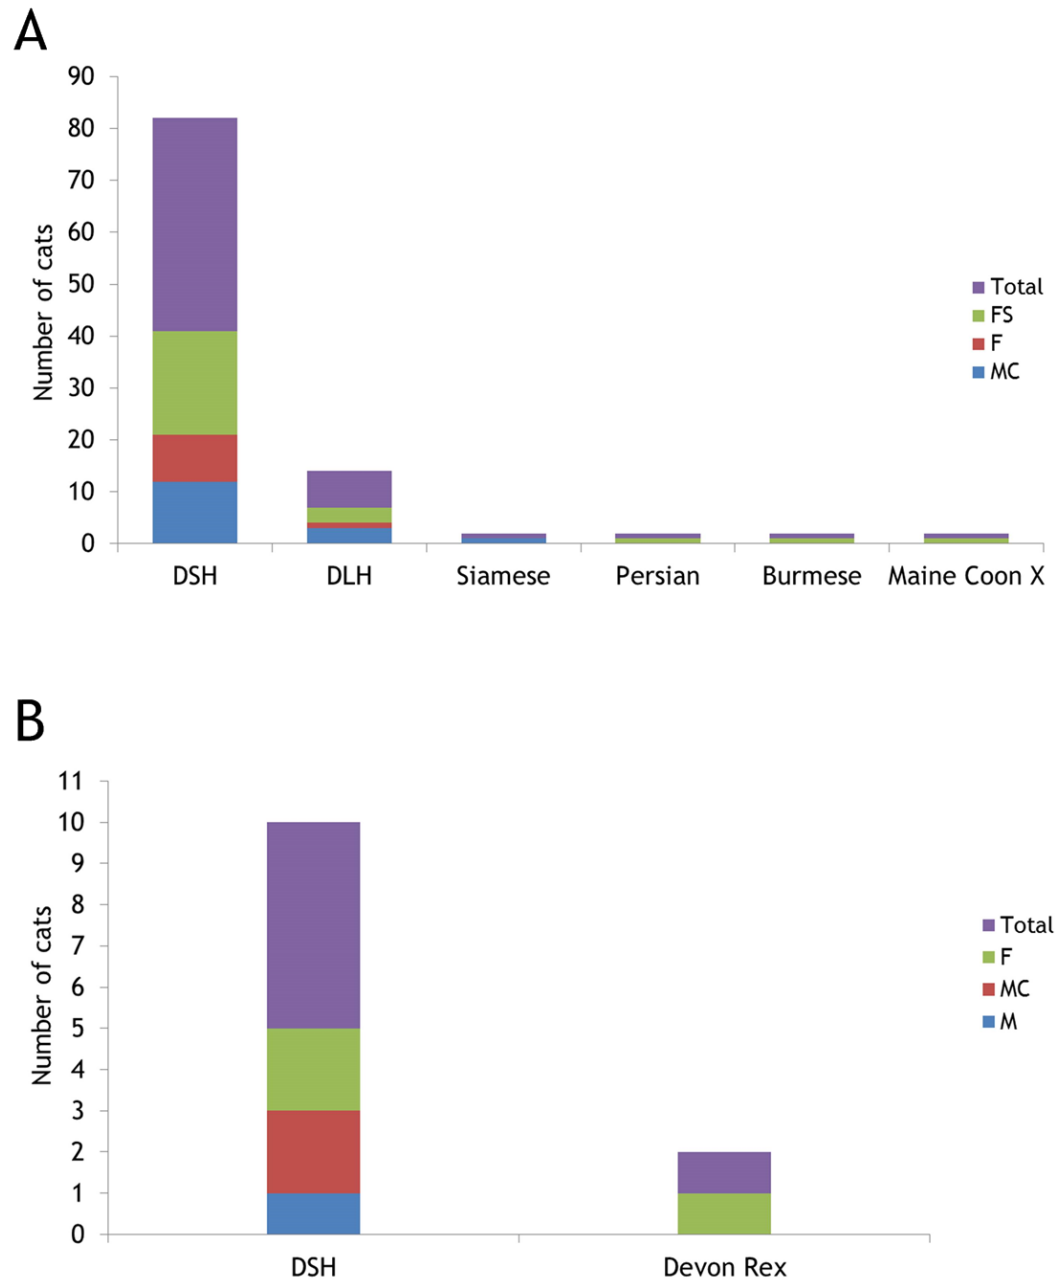 A
90
80
70
60
50
40
30
20
10
0
Number of cats
Total
FS
F
MC
DSH DLH Siamese Persian Burmese Maine Coon X
B
11
10
9
8
7
6
5
4
3
2
1
0
Number of cats
Total
F
MC
M
DSH Devon Rex